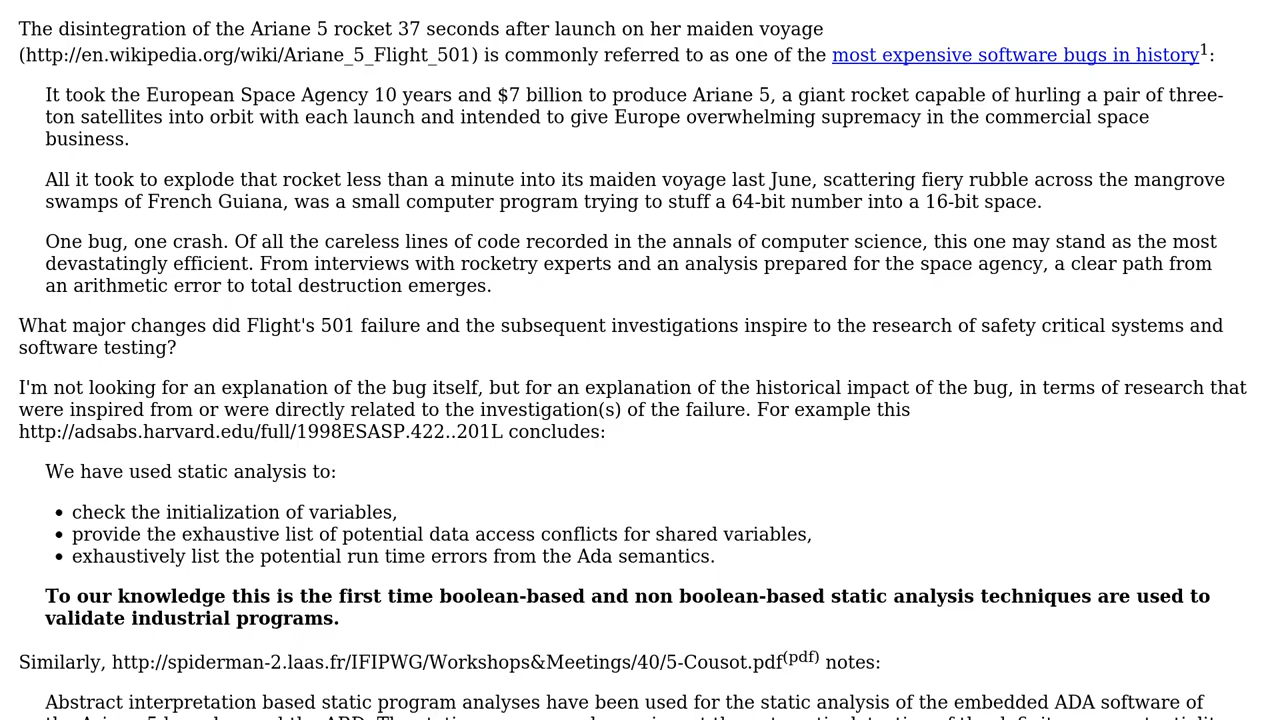 The disintegration of the Ariane 5 rocket 37 seconds after launch on her maiden voyage
(http://en.wikipedia.org/wiki/Ariane_5_Flight_501) is commonly referred to as one of the most expensive software bugs in history1:
It took the European Space Agency 10 years and $7 billion to produce Ariane 5, a giant rocket capable of hurling a pair of three-
ton satellites into orbit with each launch and intended to give Europe overwhelming supremacy in the commercial space
business.
All it took to explode that rocket less than a minute into its maiden voyage last June, scattering fiery rubble across the mangrove
swamps of French Guiana, was a small computer program trying to stuff a 64-bit number into a 16-bit space.
One bug, one crash. Of all the careless lines of code recorded in the annals of computer science, this one may stand as the most
devastatingly efficient. From interviews with rocketry experts and an analysis prepared for the space agency, a clear path from
an arithmetic error to total destruction emerges.
What major changes did Flight's 501 failure and the subsequent investigations inspire to the research of safety critical systems and
software testing?
I'm not looking for an explanation of the bug itself, but for an explanation of the historical impact of the bug, in terms of research that
were inspired from or were directly related to the investigation(s) of the failure. For example this
http://adsabs.harvard.edu/full/1998ESASP.422..201L concludes:
We have used static analysis to:
• check the initialization of variables,
• provide the exhaustive list of potential data access conflicts for shared variables,
• exhaustively list the potential run time errors from the Ada semantics.
To our knowledge this is the first time boolean-based and non boolean-based static analysis techniques are used to
validate industrial programs.
Similarly, http://spiderman-2.laas.fr/IFIPWG/Workshops&Meetings/40/5-Cousot.pdf(pdf) notes:
Abstract interpretation based static program analyses have been used for the static analysis of the embedded ADA software of